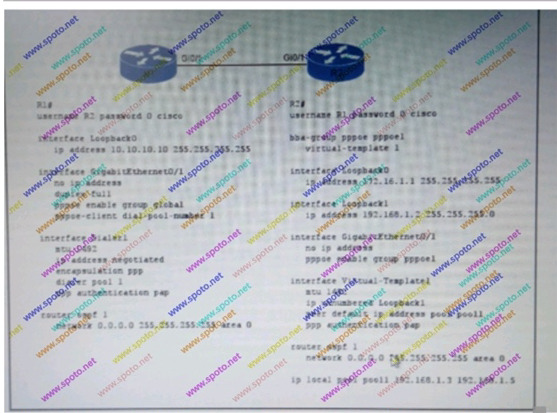 Gi0/1 Gi0/1
R2
R1#
username R2 password 0 cisco
interface Loopback0
ip address 10.10.10.10 255.255.255.255
interface GigabitEthernet0/1
no ip address
duplex full
pppoe enable group global
pppoe-client dial-pool-number 1
interface Dialer1
mtu 1492
ip address negotiated
encapsulation ppp
dialer pool 1
ppp authentication pap
router ospf 1
network 0.0.0.0 255.255.255.255 area 0
R2#
username R1 password 0 cisco
bba-group pppoe pppoe1
virtual-template 1
interface Loopback0
ip address 172.16.1.1 255.255.255.255
interface Loopback1
ip address 192.168.1.2 255.255.255.0
interface GigabitEthernet0/1
no ip address
pppoe enable group pppoe1
interface Virtual-Template1
mtu 1492
ip unnumbered Loopback1
peer default ip address pool pool1
ppp authentication pap
router ospf 1
network 0.0.0.0 255.255.255.255 area 0
ip local pool pool1 192.168.1.3 192.168.1.5
www.spoto.net